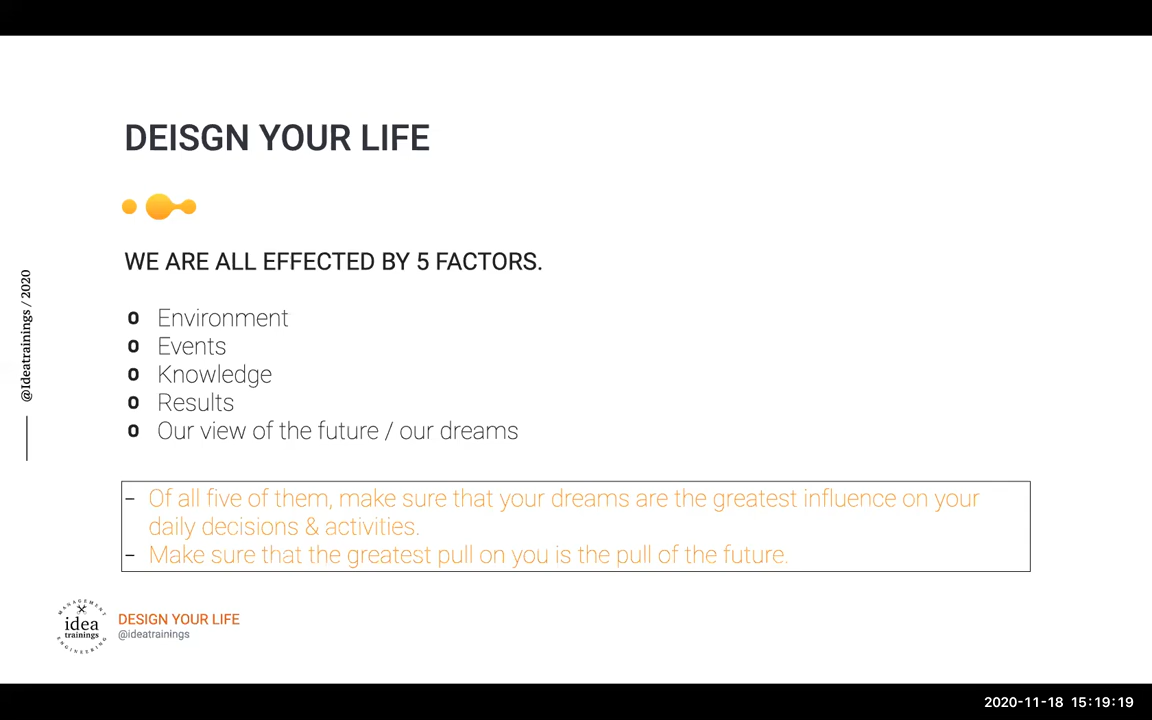 DEISGN YOUR LIFE
WE ARE ALL EFFECTED BY 5 FACTORS.
o Environment
o Events
o Knowledge
o Results
o Our view of the future / our dreams
– Of all five of them, make sure that your dreams are the greatest influence on your
daily decisions & activities.
– Make sure that the greatest pull on you is the pull of the future.
@Ideatrainings / 2020
MANAGEMENT
idea
trainings
ENGINEERING
DESIGN YOUR LIFE
@ideatrainings
2020-11-18 15:19:19